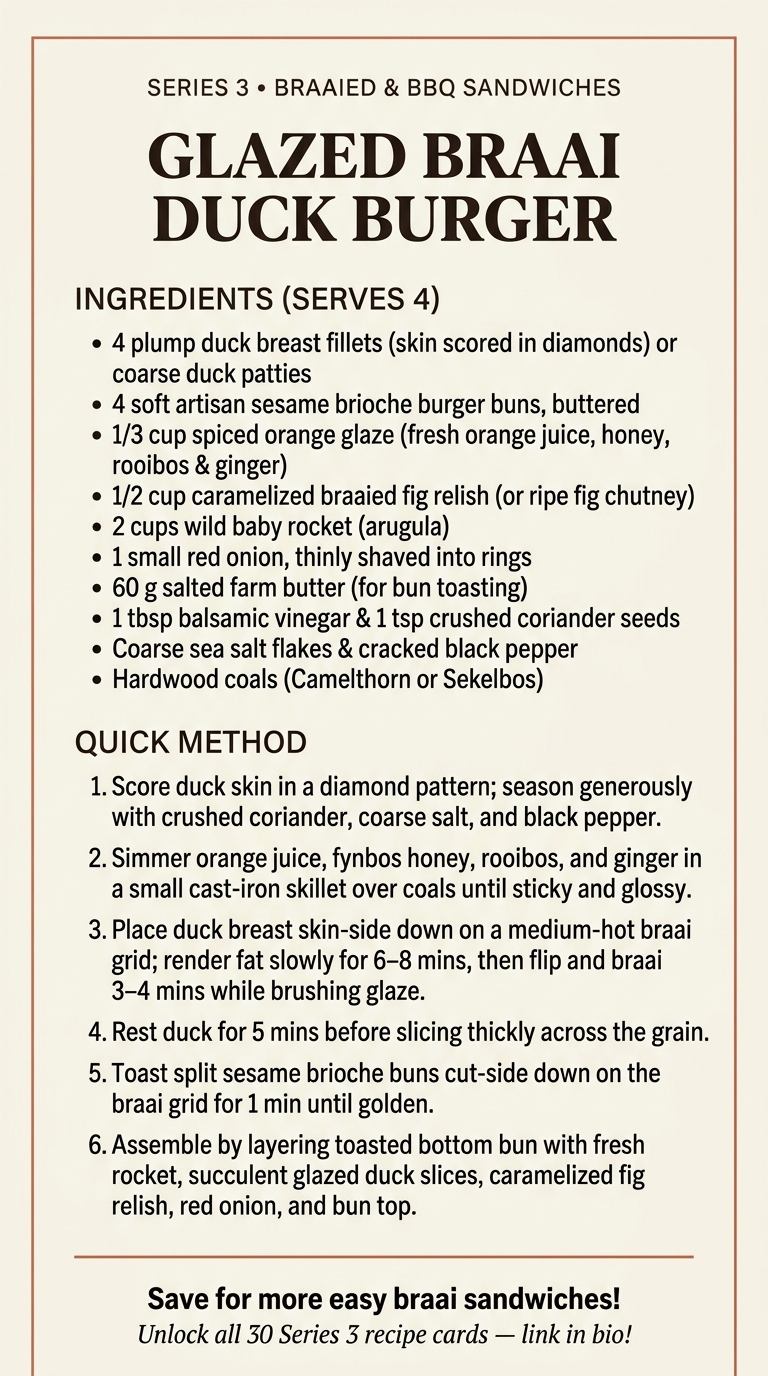 SERIES 3 • BRAAIED & BBQ SANDWICHES
GLAZED BRAAI
DUCK BURGER
INGREDIENTS (SERVES 4)
• 4 plump duck breast fillets (skin scored in diamonds) or
coarse duck patties
• 4 soft artisan sesame brioche burger buns, buttered
• 1/3 cup spiced orange glaze (fresh orange juice, honey,
rooibos & ginger)
• 1/2 cup caramelized braaied fig relish (or ripe fig chutney)
• 2 cups wild baby rocket (arugula)
• 1 small red onion, thinly shaved into rings
• 60 g salted farm butter (for bun toasting)
• 1 tbsp balsamic vinegar & 1 tsp crushed coriander seeds
• Coarse sea salt flakes & cracked black pepper
• Hardwood coals (Camelthorn or Sekelbos)
QUICK METHOD
1. Score duck skin in a diamond pattern; season generously
with crushed coriander, coarse salt, and black pepper.
2. Simmer orange juice, fynbos honey, rooibos, and ginger in
a small cast-iron skillet over coals until sticky and glossy.
3. Place duck breast skin-side down on a medium-hot braai
grid; render fat slowly for 6–8 mins, then flip and braai
3–4 mins while brushing glaze.
4. Rest duck for 5 mins before slicing thickly across the grain.
5. Toast split sesame brioche buns cut-side down on the
braai grid for 1 min until golden.
6. Assemble by layering toasted bottom bun with fresh
rocket, succulent glazed duck slices, caramelized fig
relish, red onion, and bun top.
Save for more easy braai sandwiches!
Unlock all 30 Series 3 recipe cards — link in bio!